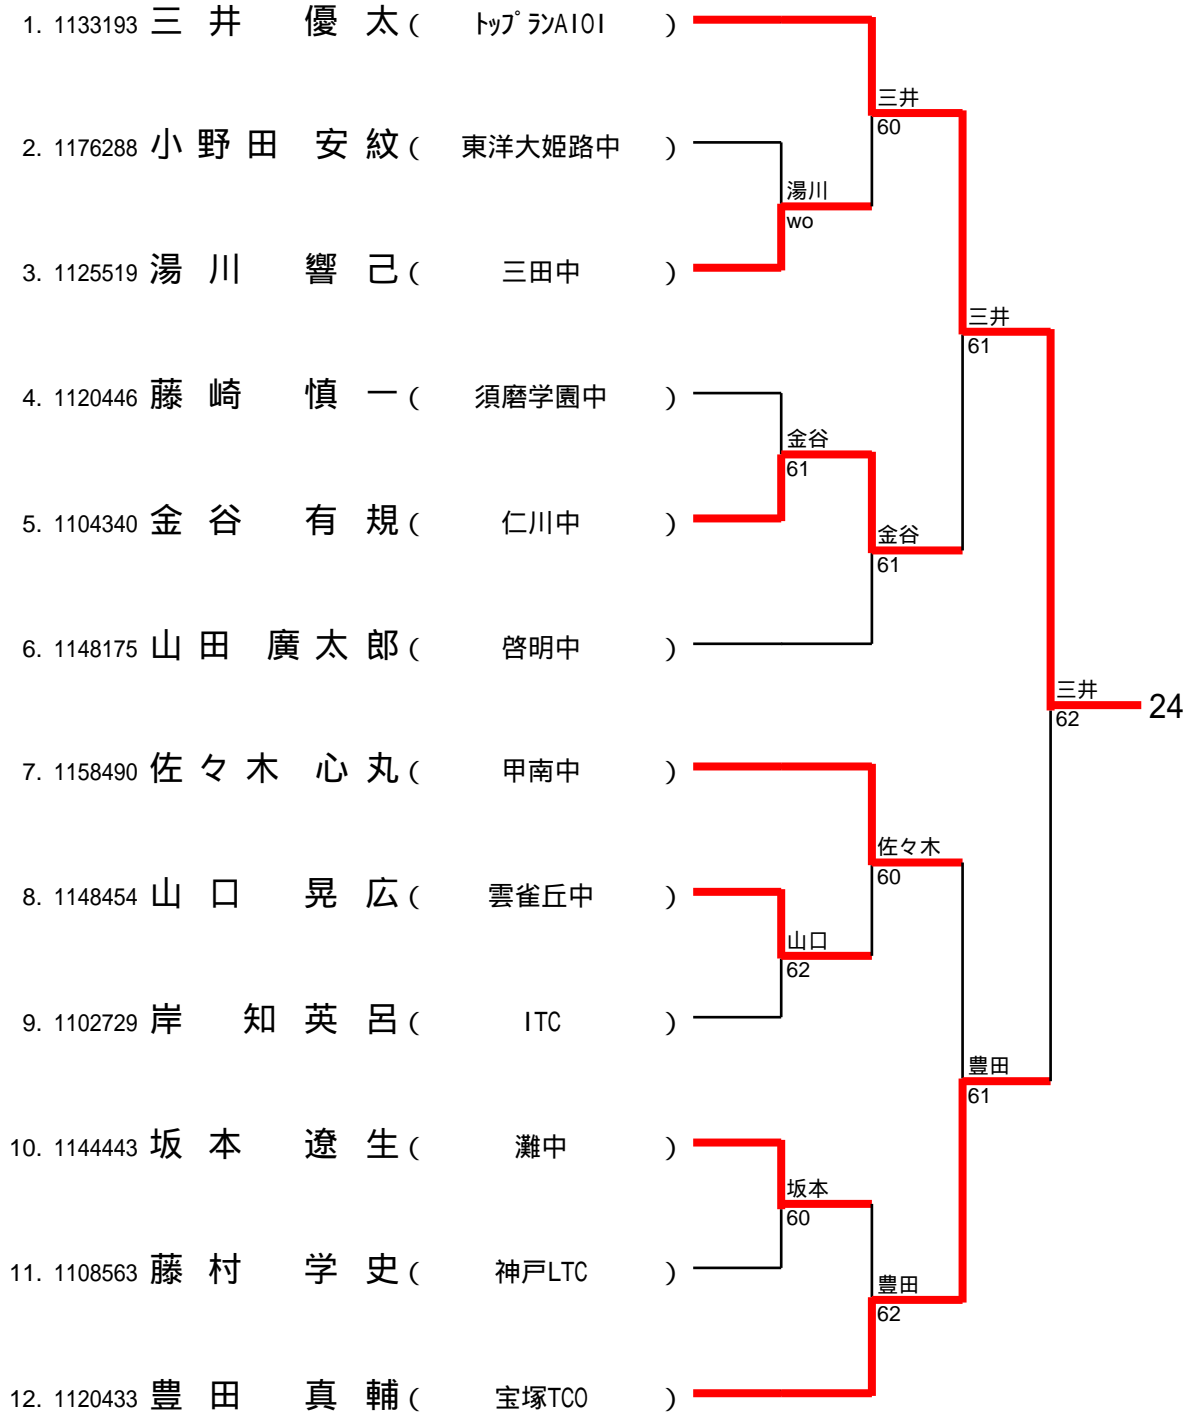 1. 1133193 三 井 優 太 ( トップランAIOI )
三井
60
2. 1176288 小 野 田 安 紋 ( 東洋大姫路中 )
湯川
wo
3. 1125519 湯 川 響 己 ( 三田中 )
三井
61
4. 1120446 藤 崎 慎 一 ( 須磨学園中 )
金谷
61
5. 1104340 金 谷 有 規 ( 仁川中 )
金谷
61
6. 1148175 山 田 廣 太 郎 ( 啓明中 )
三井
62
24
7. 1158490 佐 々 木 心 丸 ( 甲南中 )
佐々木
60
8. 1148454 山 口 晃 広 ( 雲雀丘中 )
山口
62
9. 1102729 岸 知 英 呂 ( ITC )
豊田
61
10. 1144443 坂 本 遼 生 ( 灘中 )
坂本
60
11. 1108563 藤 村 学 史 ( 神戸LTC )
豊田
62
12. 1120433 豊 田 真 輔 ( 宝塚TCO )